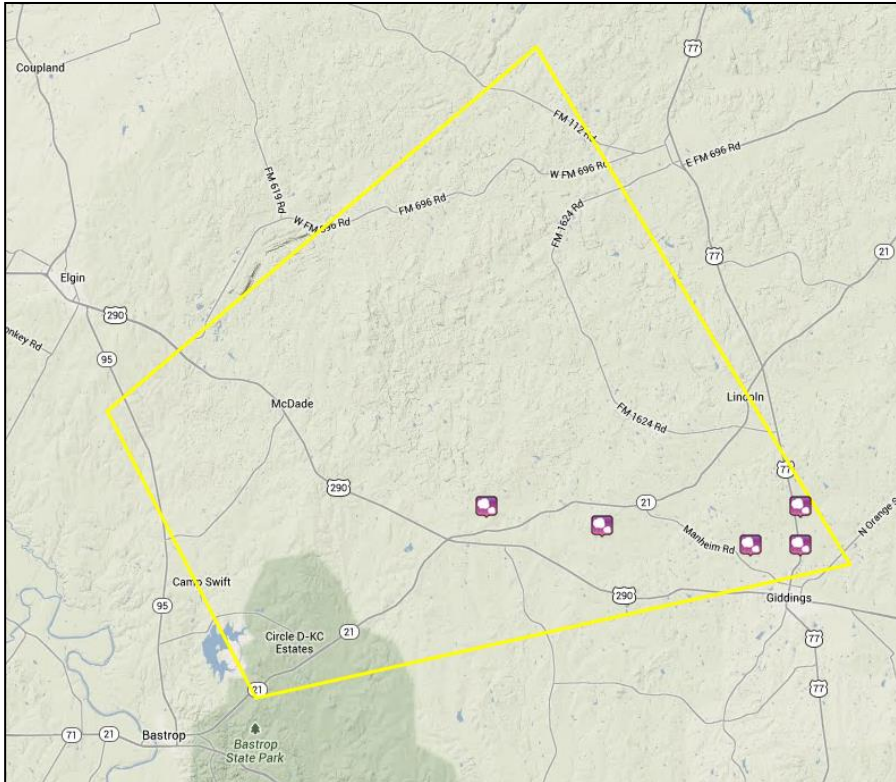 77
Coupland
FM 112 Rd
E FM 696 Rd
W FM 696 Rd
FM 619 Rd
FM 696 Rd
W FM 696 Rd
FM 1624 Rd
21
77
Elgin
290
onkey Rd
95
Lincoln
McDade
FM 1624 Rd
77
290
21
N Orange S
Manheim Rd
Camp Swift
290
Giddings
95
21
Circle D-KC
Estates
77
21
77
71
21
Bastrop
Bastrop
State Park